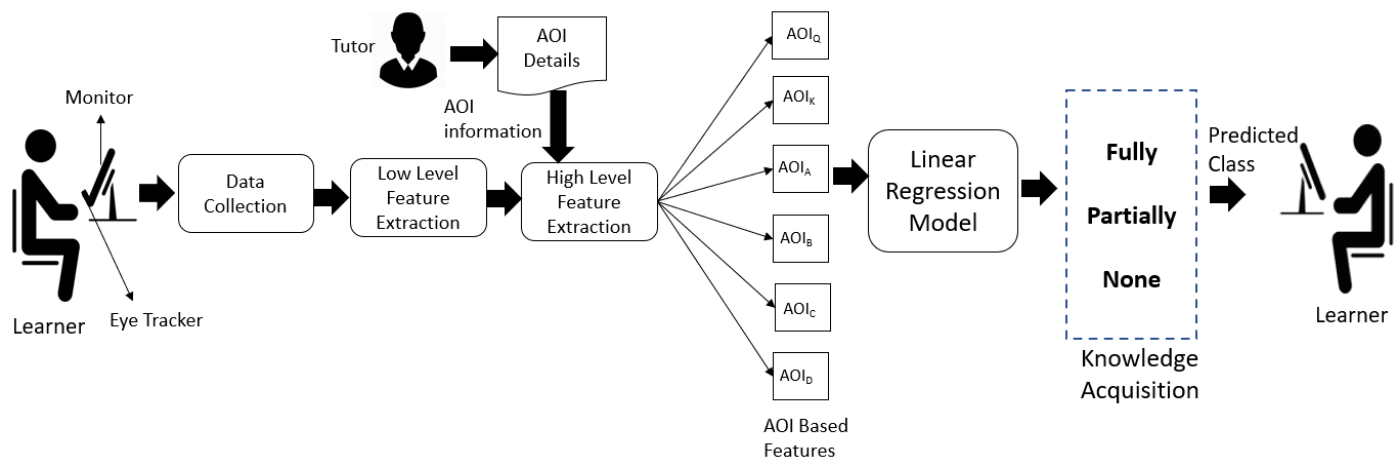 Tutor
AOI
Details
AOI
information
Monitor
Learner
Eye Tracker
Data
Collection
Low Level
Feature
Extraction
High Level
Feature
Extraction
AOIQ
AOIK
AOIA
AOIB
AOIC
AOID
AOI Based
Features
Linear
Regression
Model
Fully
Partially
None
Knowledge
Acquisition
Predicted
Class
Learner